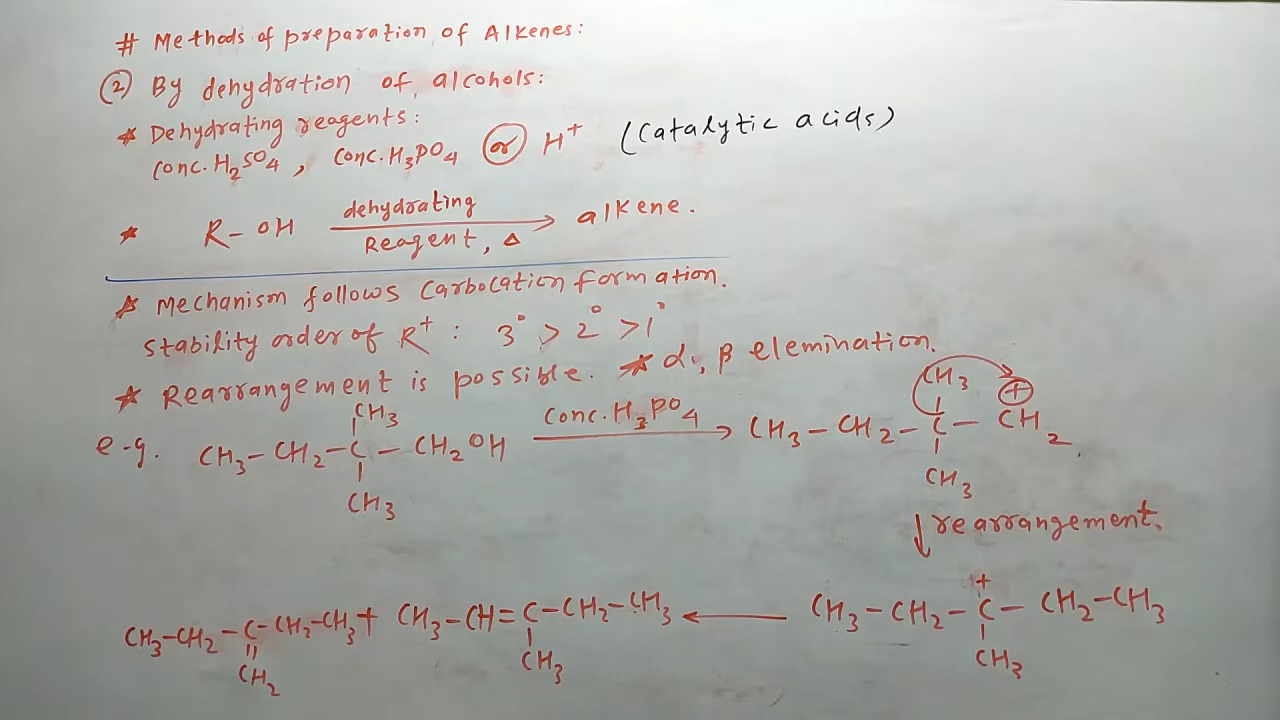 # Methods of preparation of Alkenes:
② By dehydration of alcohols:
* Dehydrating reagents:
conc. H2SO4 , conc. H3PO4 (or) H+ (Catalytic acids)
* R-OH dehydrating Reagent, Δ → alkene.
* Mechanism follows carbocation formation.
stability order of R+ : 3° > 2° > 1°
* Rearrangement is possible. * α, β elemination.
CH3 CH3 ⊕
e-g. CH3-CH2-C-CH2OH conc. H3PO4 → CH3-CH2-C-CH2
CH3 CH3
↓ rearrangement.
+
CH3-CH2-C-CH2-CH3 + CH3-CH=C-CH2-CH3 ← CH3-CH2-C-CH2-CH3
CH2 CH3 CH3